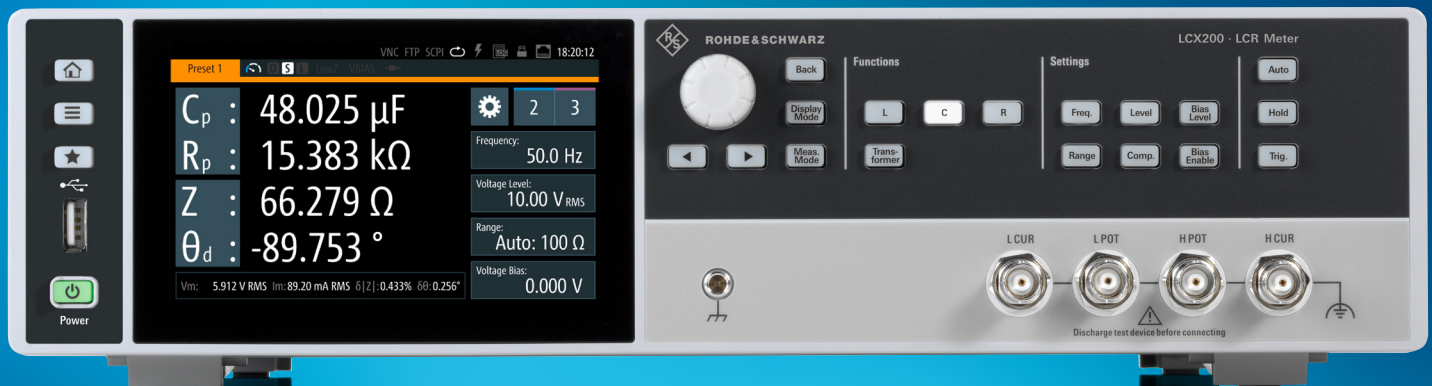 VNC FTP SCPI 18:20:12
Preset 1
S L LowZ VBIAS
Cp : 48.025 µF
Rp : 15.383 kΩ
Z : 66.279 Ω
θd : -89.753 °
Vm: 5.912 V RMS Im: 89.20 mA RMS δ|Z|: 0.433% δθ: 0.256°
2 3
Frequency:
50.0 Hz
Voltage Level:
10.00 V RMS
Range:
Auto: 100 Ω
Voltage Bias:
0.000 V
Power
R&S
ROHDE&SCHWARZ
LCX200 · LCR Meter
Back
Display
Mode
Meas.
Mode
Functions
L
C
R
Trans-
former
Settings
Freq.
Level
Bias
Level
Range
Comp.
Bias
Enable
Auto
Hold
Trig.
L CUR
L POT
H POT
H CUR
Discharge test device before connecting